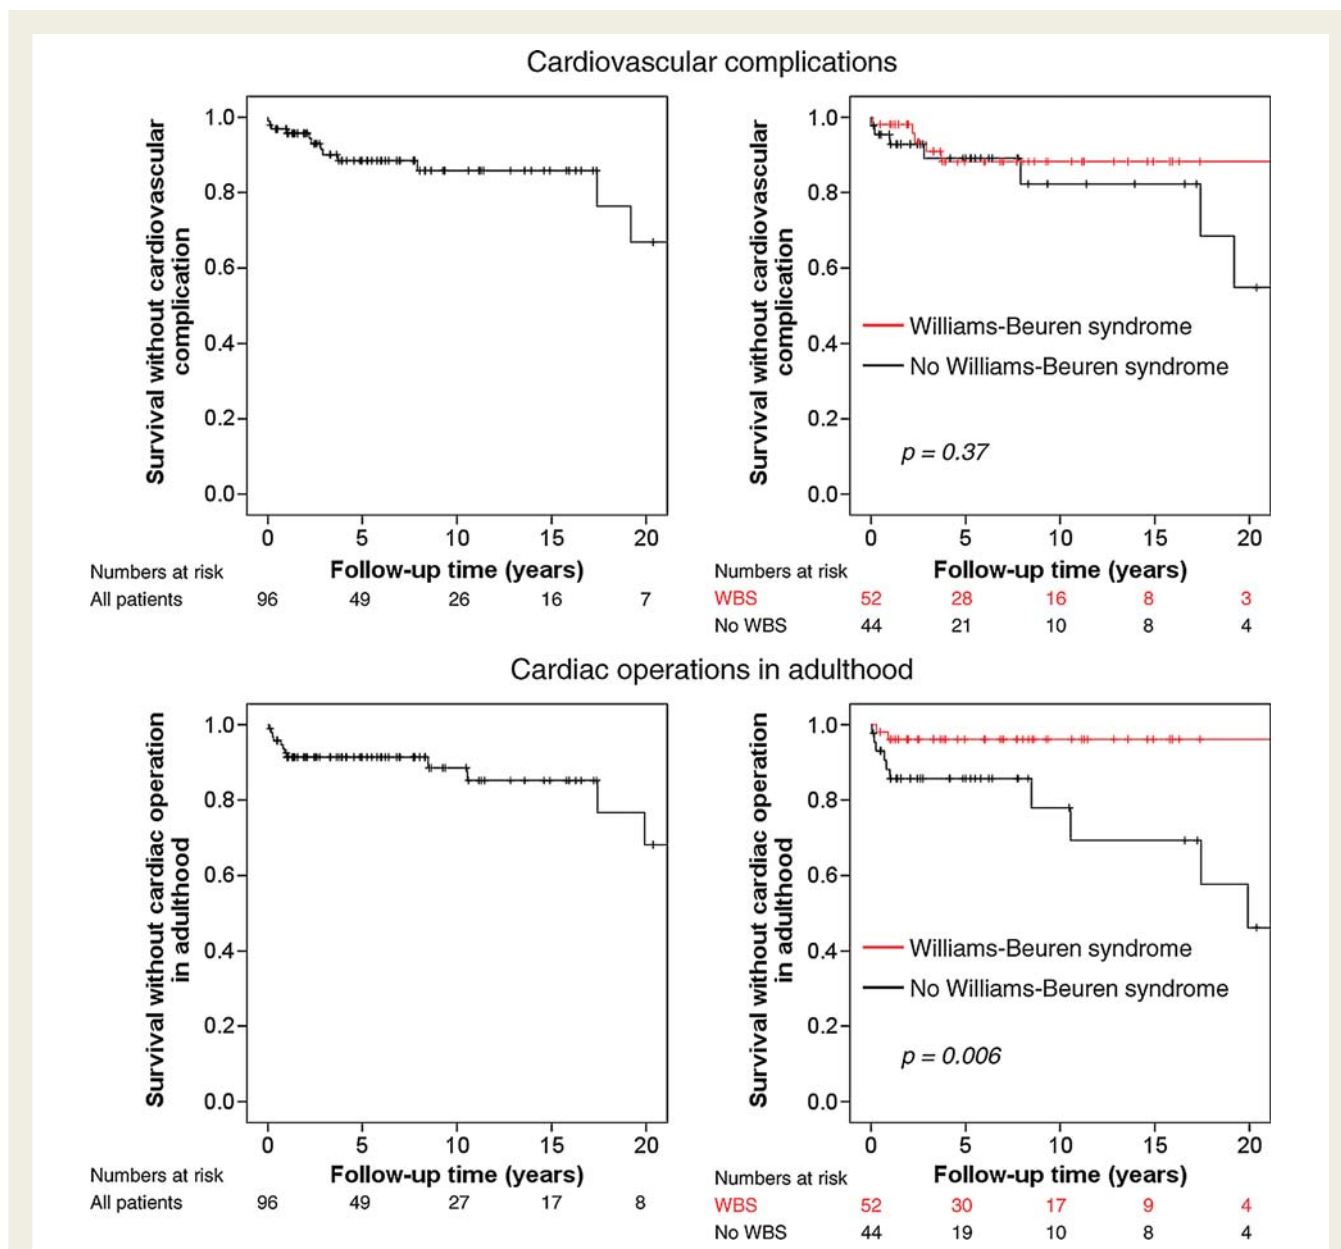 Cardiovascular complications
Survival without cardiovascular
complication
1.0
0.8
0.6
0.4
0.2
0.0
0 5 10 15 20
Follow-up time (years)
Numbers at risk
All patients 96 49 26 16 7
Survival without cardiovascular
complication
1.0
0.8
0.6
0.4
0.2
0.0
Williams-Beuren syndrome
No Williams-Beuren syndrome
p = 0.37
0 5 10 15 20
Follow-up time (years)
Numbers at risk
WBS 52 28 16 8 3
No WBS 44 21 10 8 4
Cardiac operations in adulthood
Survival without cardiac operation
in adulthood
1.0
0.8
0.6
0.4
0.2
0.0
0 5 10 15 20
Follow-up time (years)
Numbers at risk
All patients 96 49 27 17 8
Survival without cardiac operation
in adulthood
1.0
0.8
0.6
0.4
0.2
0.0
Williams-Beuren syndrome
No Williams-Beuren syndrome
p = 0.006
0 5 10 15 20
Follow-up time (years)
Numbers at risk
WBS 52 30 17 9 4
No WBS 44 19 10 8 4